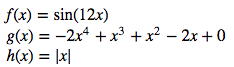 f(x) = sin(12x)
g(x) = −2x⁴ + x³ + x² − 2x + 0
h(x) = |x|